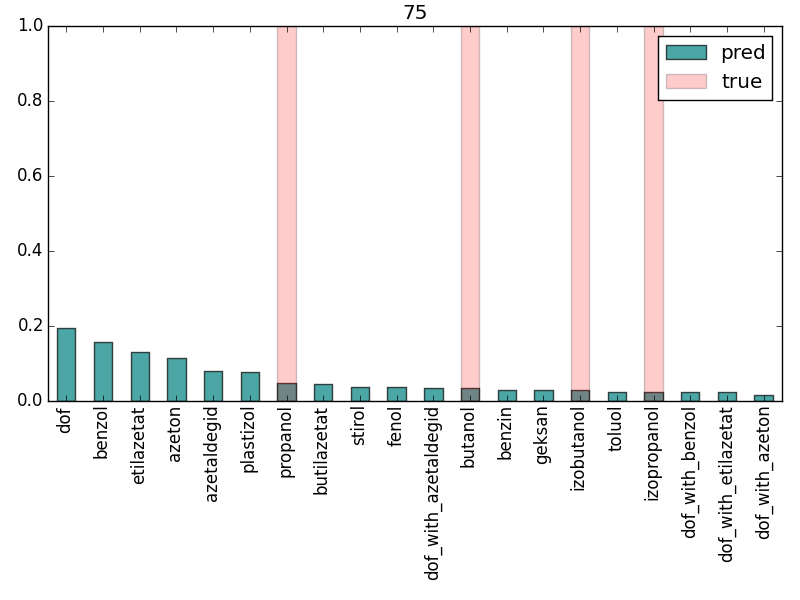 75
1.0
0.8
0.6
0.4
0.2
0.0
pred
true
dof
benzol
etilazetat
azeton
azetaldegid
plastizol
propanol
butilazetat
stirol
fenol
dof_with_azetaldegid
butanol
benzin
geksan
izobutanol
toluol
izopropanol
dof_with_benzol
dof_with_etilazetat
dof_with_azeton